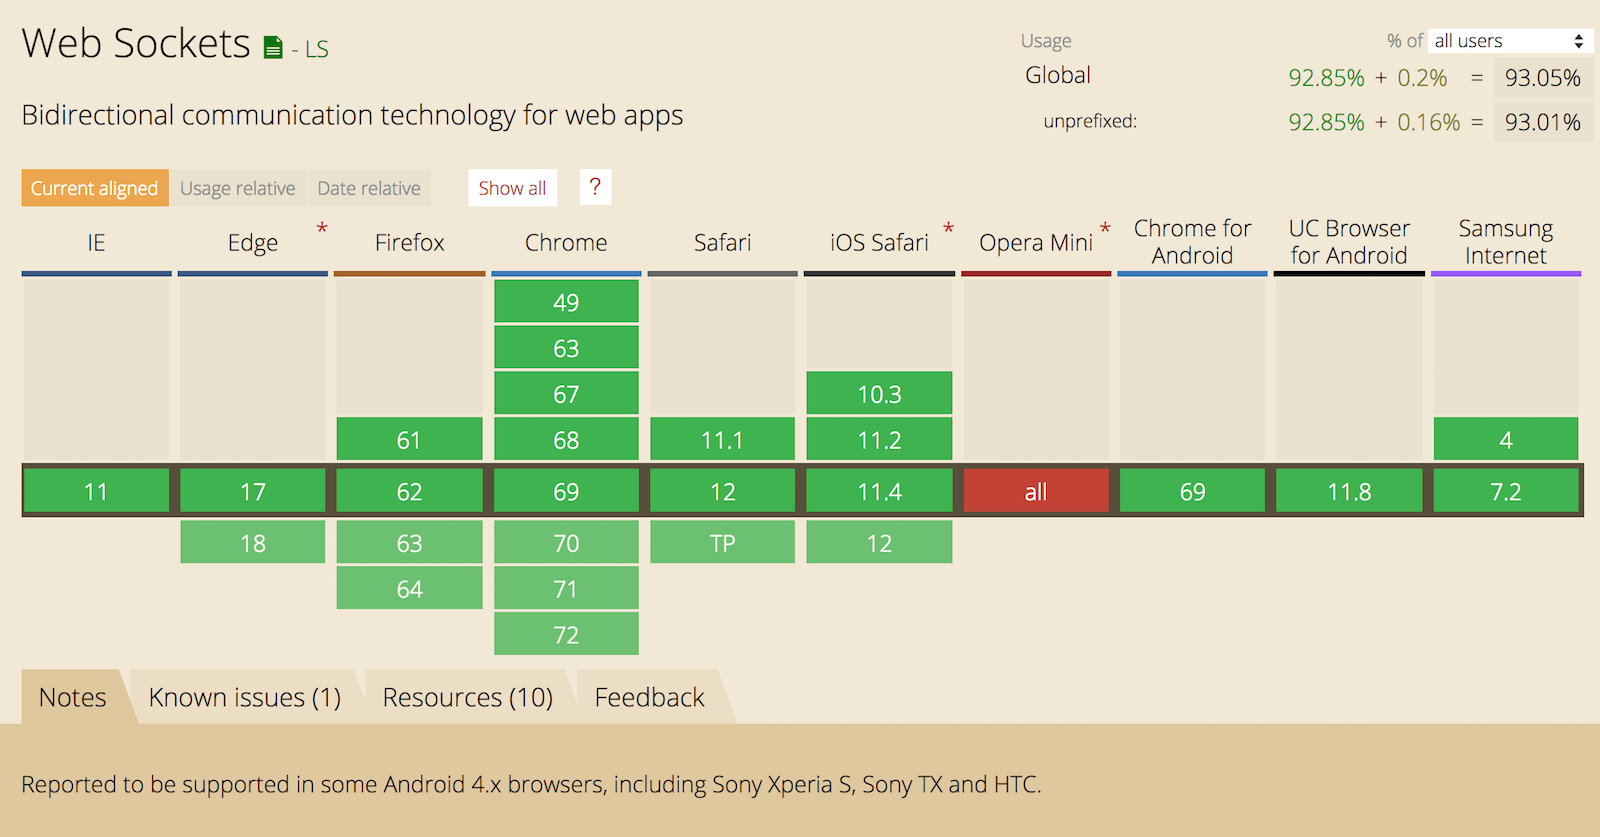 Web Sockets - LS
Usage % of all users
Global 92.85% + 0.2% = 93.05%
Bidirectional communication technology for web apps
unprefixed: 92.85% + 0.16% = 93.01%
Current aligned Usage relative Date relative Show all ?
IE Edge * Firefox Chrome Safari iOS Safari * Opera Mini * Chrome for Android UC Browser for Android Samsung Internet
49
63
67 10.3
61 68 11.1 11.2 4
11 17 62 69 12 11.4 all 69 11.8 7.2
18 63 70 TP 12
64 71
72
Notes Known issues (1) Resources (10) Feedback
Reported to be supported in some Android 4.x browsers, including Sony Xperia S, Sony TX and HTC.